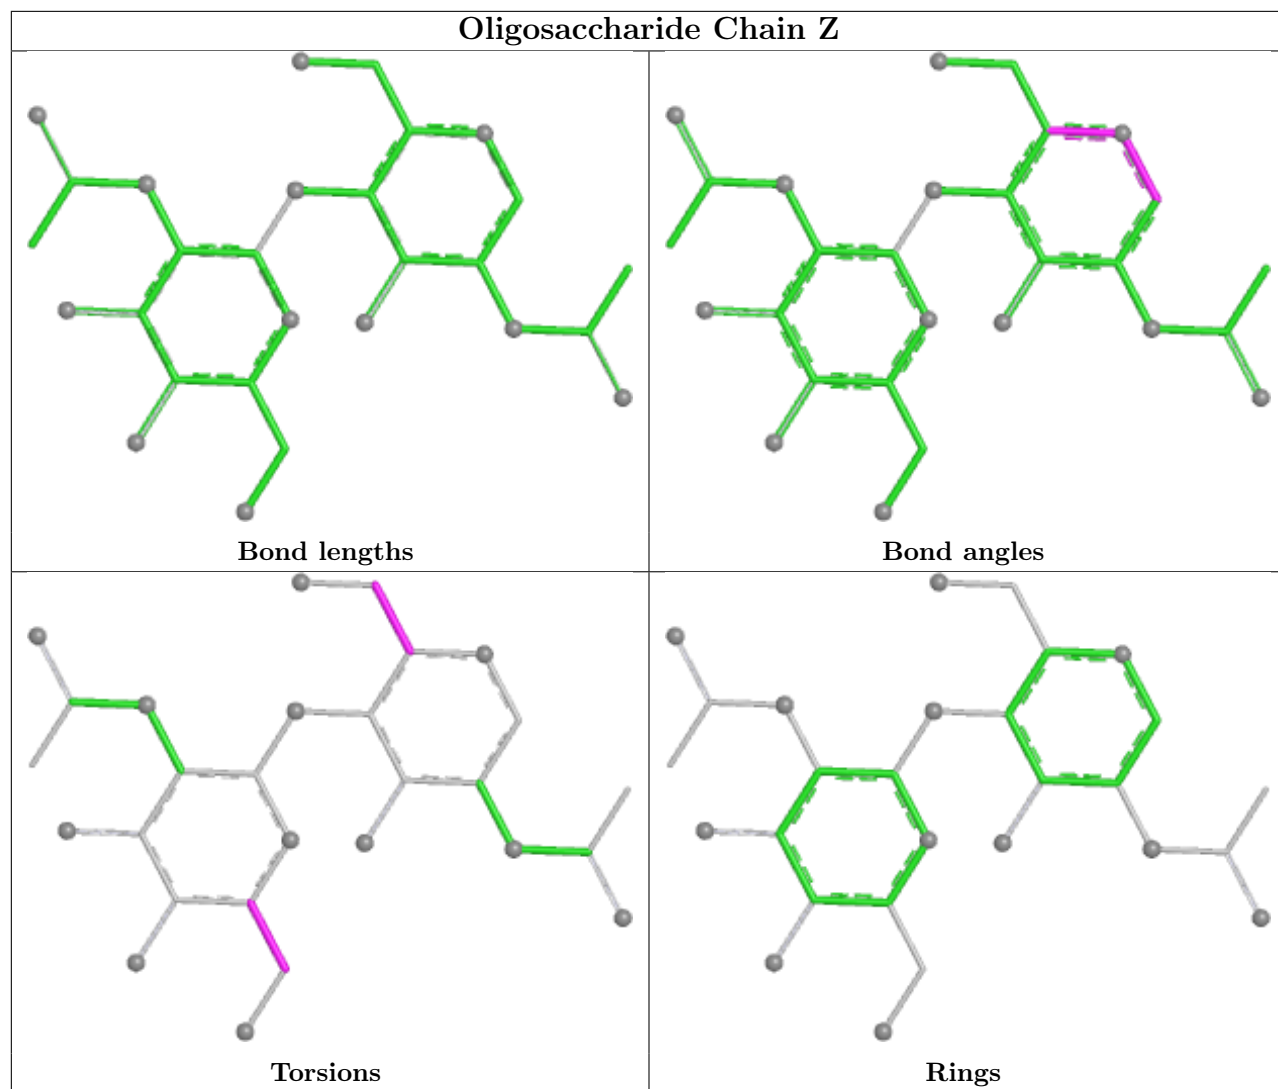 Oligosaccharide Chain Z
Bond lengths
Bond angles
Torsions
Rings